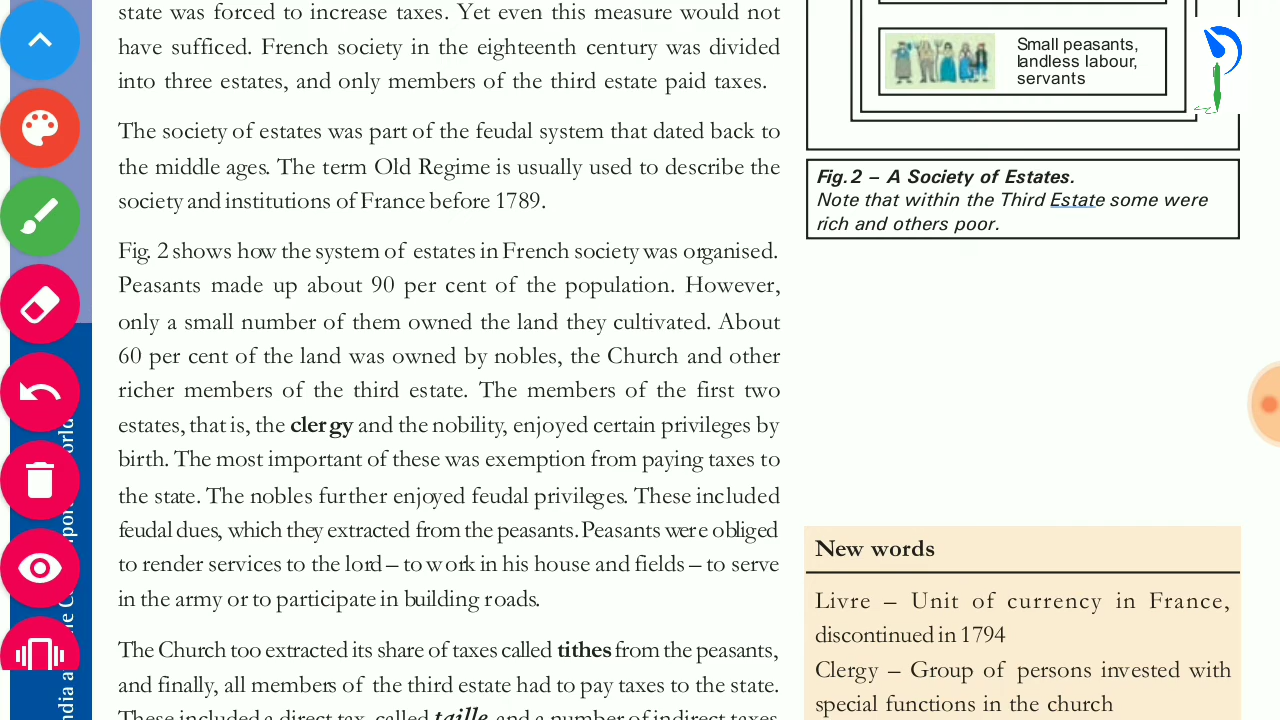 state was forced to increase taxes. Yet even this measure would not
have sufficed. French society in the eighteenth century was divided
into three estates, and only members of the third estate paid taxes.
The society of estates was part of the feudal system that dated back to
the middle ages. The term Old Regime is usually used to describe the
society and institutions of France before 1789.
Fig. 2 shows how the system of estates in French society was organised.
Peasants made up about 90 per cent of the population. However,
only a small number of them owned the land they cultivated. About
60 per cent of the land was owned by nobles, the Church and other
richer members of the third estate. The members of the first two
estates, that is, the clergy and the nobility, enjoyed certain privileges by
birth. The most important of these was exemption from paying taxes to
the state. The nobles further enjoyed feudal privileges. These included
feudal dues, which they extracted from the peasants. Peasants were obliged
to render services to the lord – to work in his house and fields – to serve
in the army or to participate in building roads.
The Church too extracted its share of taxes called tithes from the peasants,
and finally, all members of the third estate had to pay taxes to the state.
These included a direct tax, called taille, and a number of indirect taxes
Small peasants,
landless labour,
servants
Fig.2 – A Society of Estates.
Note that within the Third Estate some were
rich and others poor.
New words
Livre – Unit of currency in France,
discontinued in 1794
Clergy – Group of persons invested with
special functions in the church